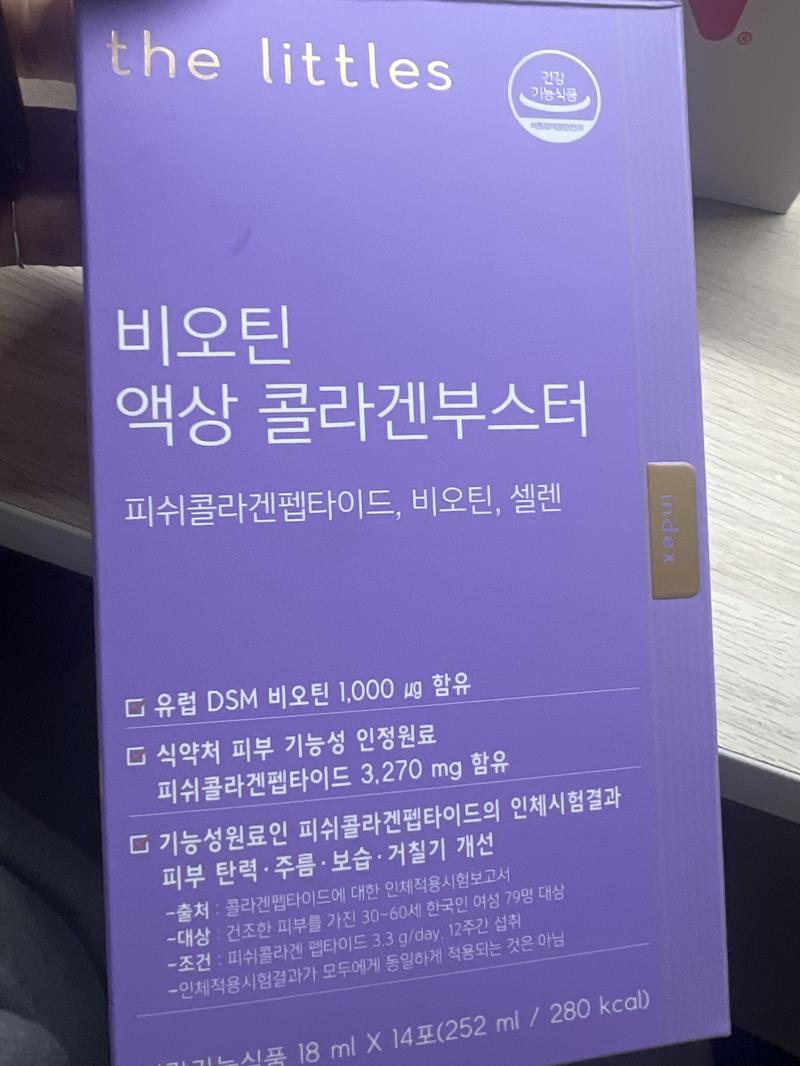 the littles
건강
기능식품
비오틴
액상 콜라겐부스터
피쉬콜라겐펩타이드, 비오틴, 셀렌
index
유럽 DSM 비오틴 1,000 ㎍ 함유
식약처 피부 기능성 인정원료
피쉬콜라겐펩타이드 3,270 mg 함유
기능성원료인 피쉬콜라겐펩타이드의 인체시험결과
피부 탄력·주름·보습·거칠기 개선
-출처 : 콜라겐펩타이드에 대한 인체적용시험보고서
-대상 : 건조한 피부를 가진 30~60세 한국인 여성 79명 대상
-조건 : 피쉬콜라겐 펩타이드 3.3 g/day, 12주간 섭취
-인체적용시험결과가 모두에게 동일하게 적용되는 것은 아님
건강기능식품 18 ml X 14포(252 ml / 280 kcal)